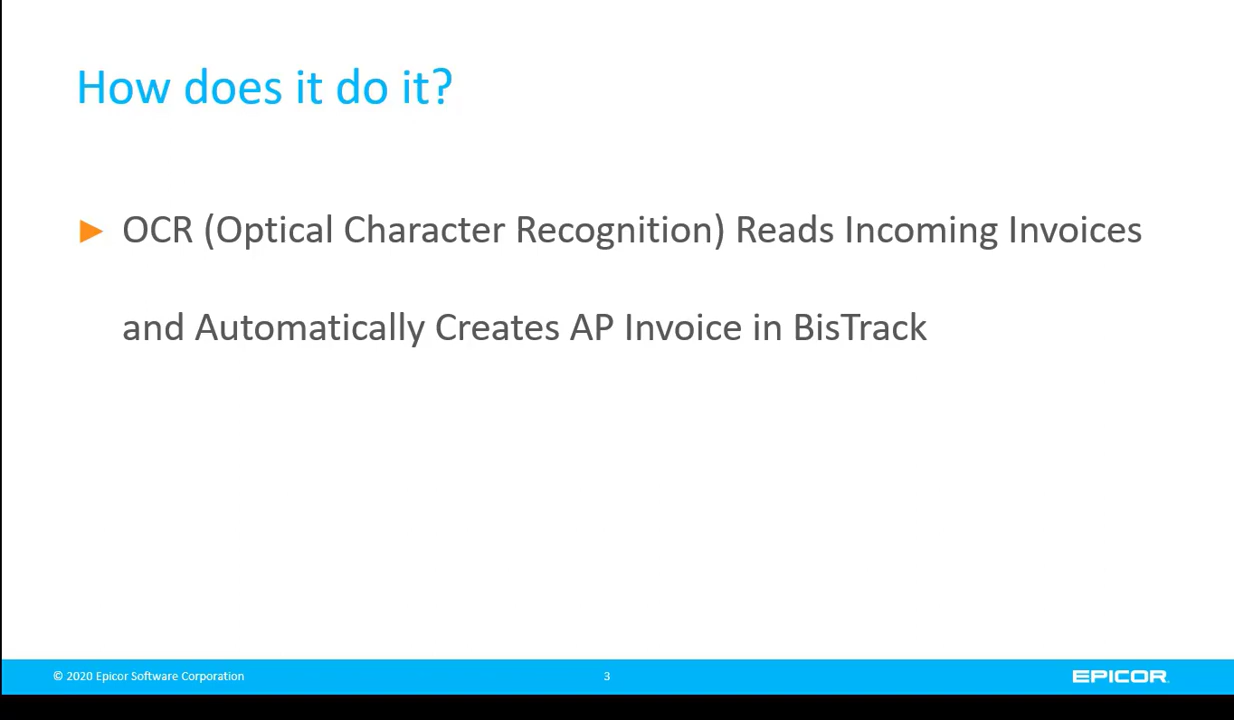 How does it do it?
► OCR (Optical Character Recognition) Reads Incoming Invoices
and Automatically Creates AP Invoice in BisTrack
© 2020 Epicor Software Corporation
3
EPICOR